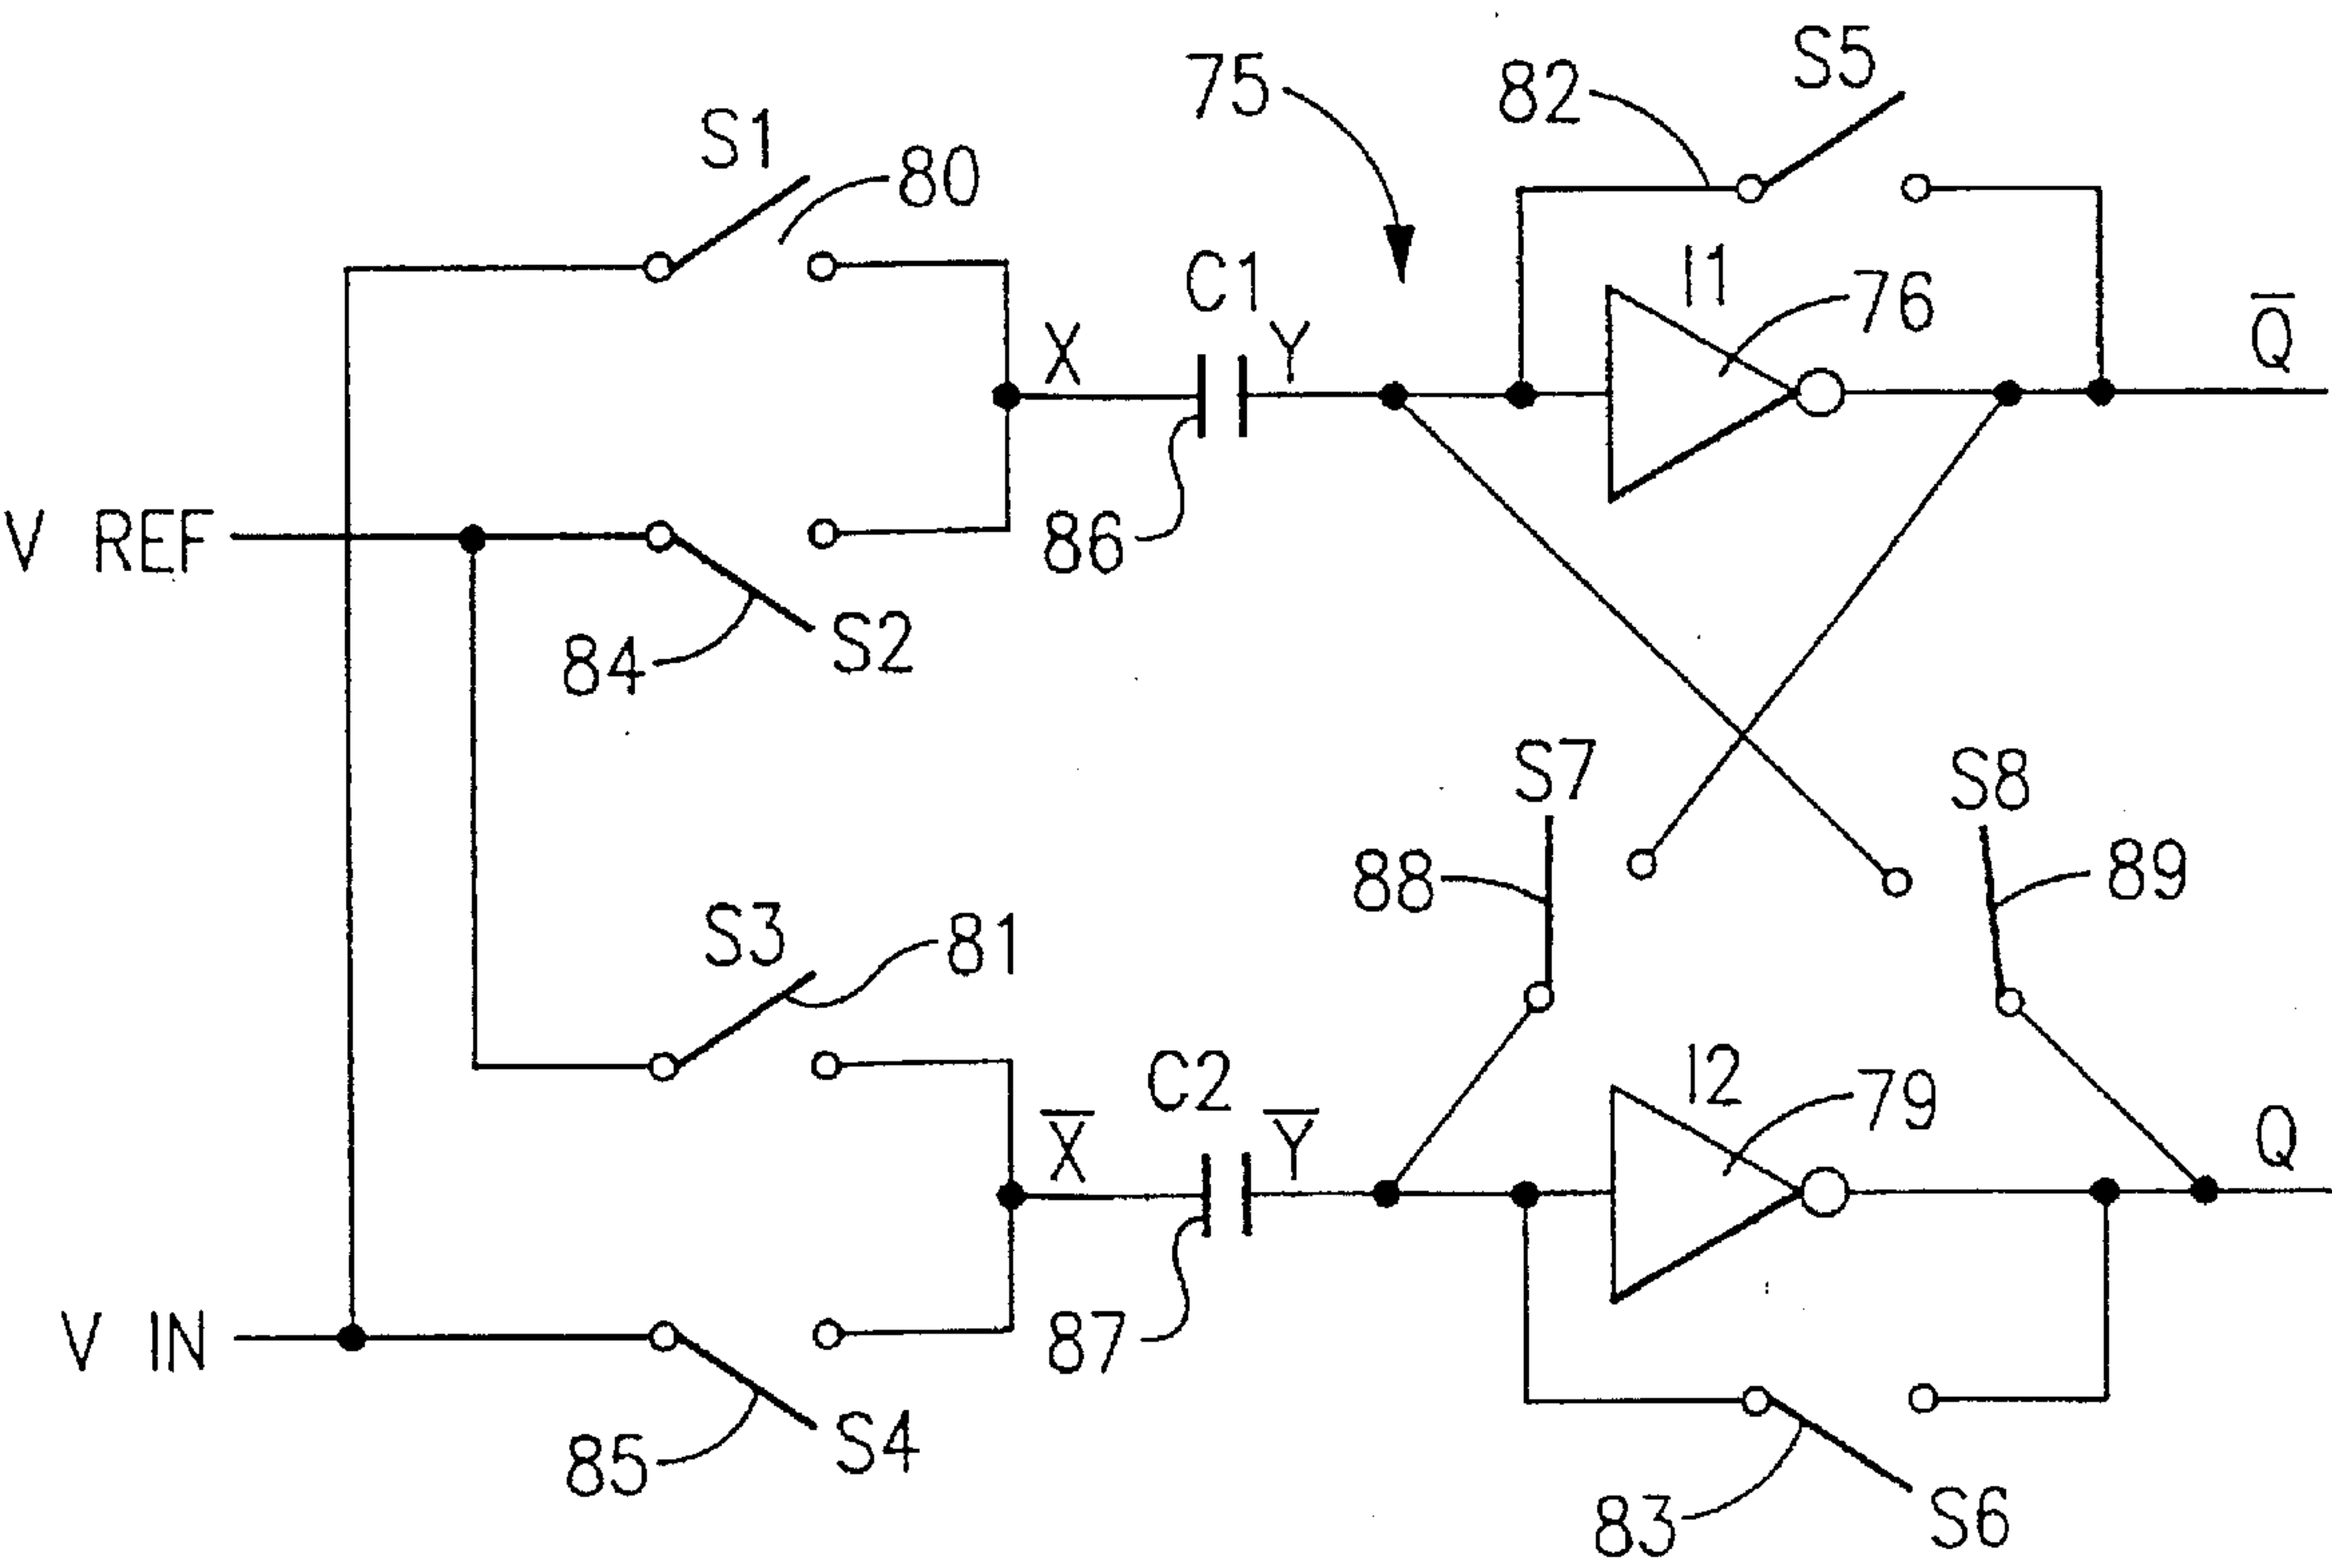 S5
82
75
S1
80
C1
I1
76
Q̅
X
Y
V REF
86
84
S2
S7
S8
88
89
S3
81
C2
I2
79
X̅
Y̅
Q
V IN
87
85
S4
83
S6